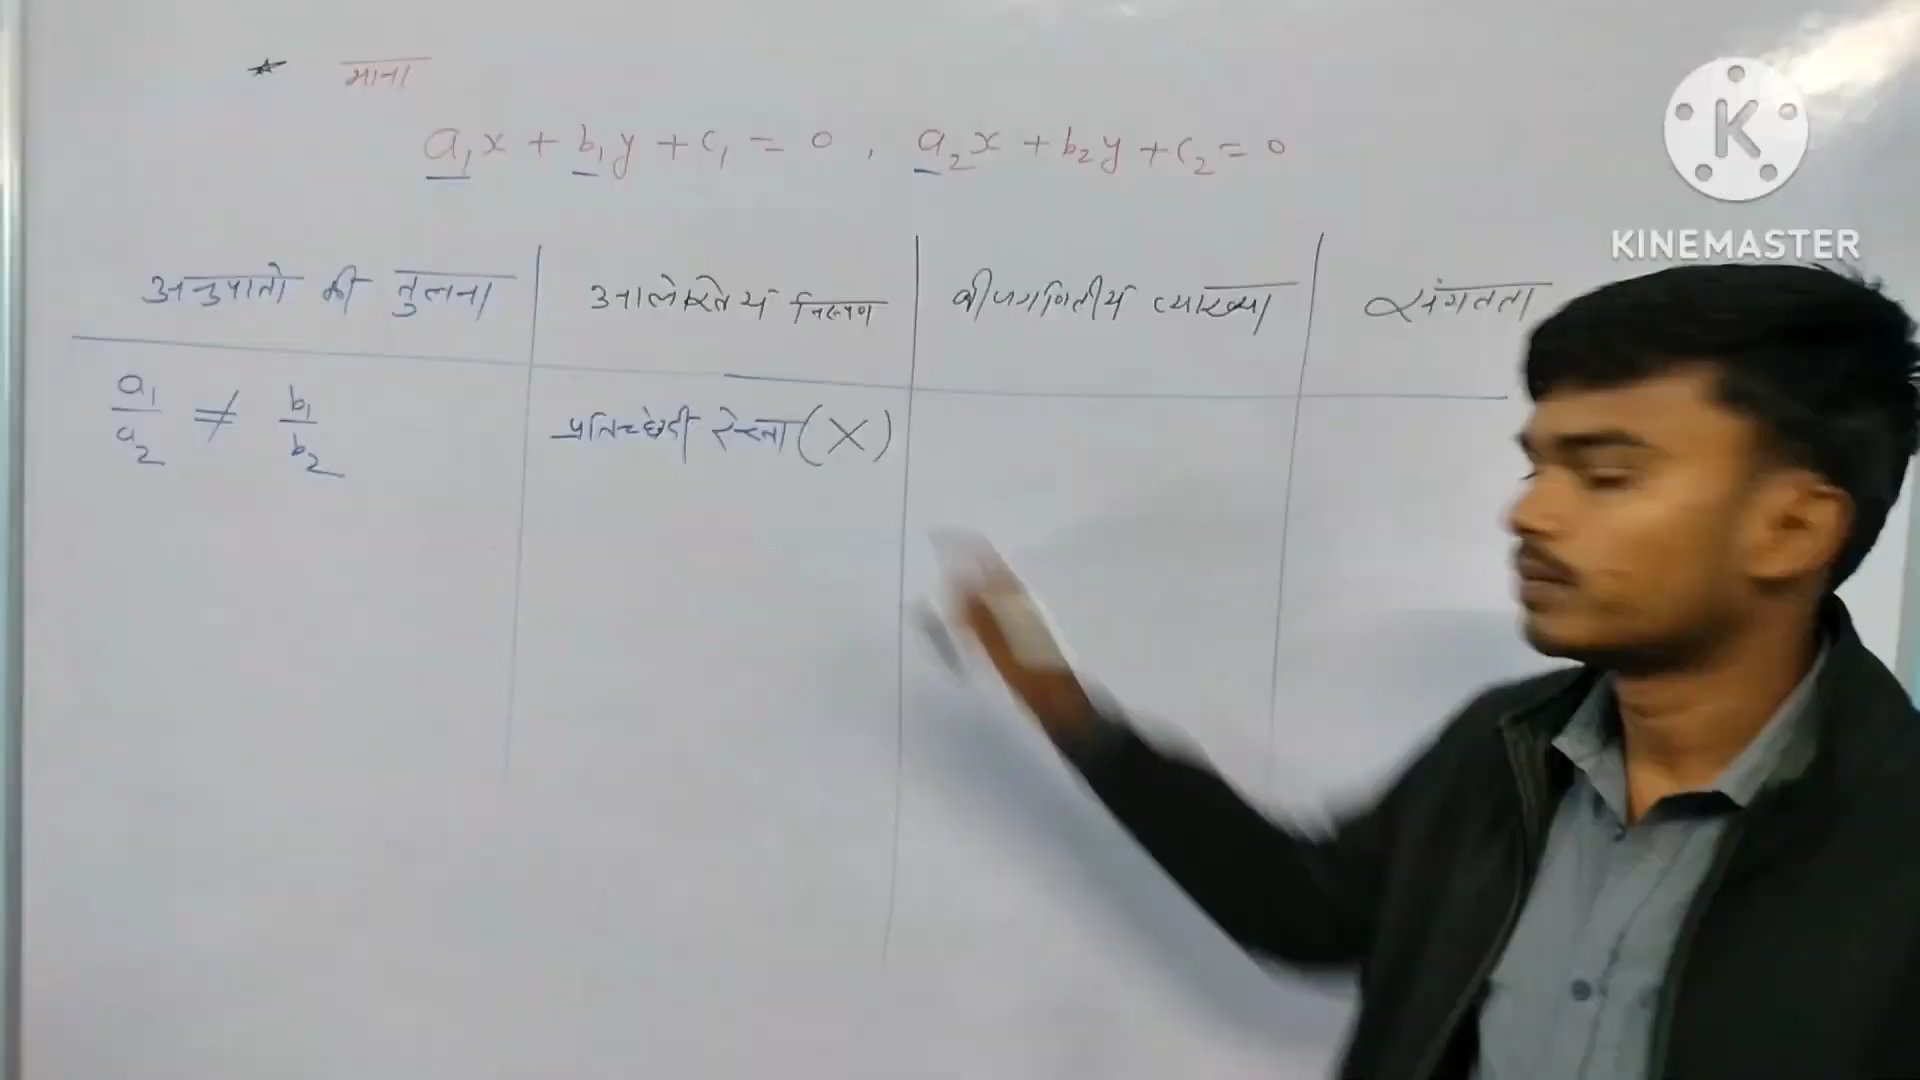 * माना
a₁x + b₁y + c₁ = 0 , a₂x + b₂y + c₂ = 0
KINEMASTER
अनुपातो की तुलना
आलेखिय निरूपण
बीजगणितीय व्याख्या
संगतता
a₁/a₂ ≠ b₁/b₂
प्रतिच्छेदी रेखा (X)